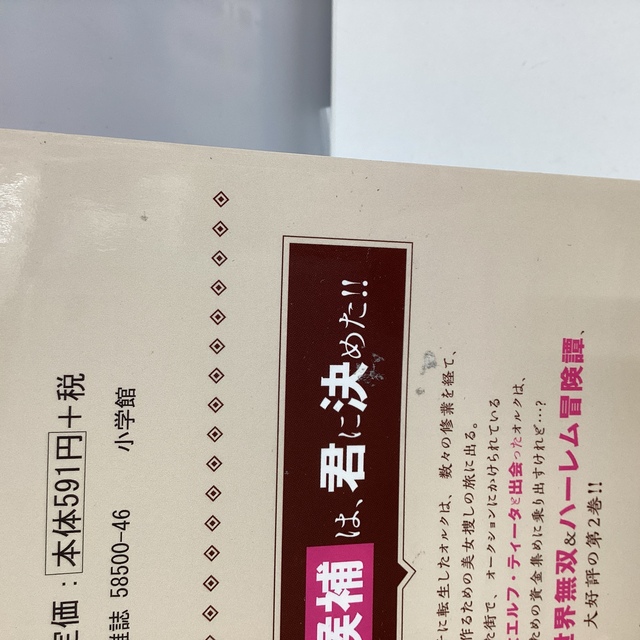 候補は、君に決めた!!
に転生したオルクは、数々の修業を経て、
作るための美女捜しの旅に出る。
た街で、オークションにかけられている
エルフ・ティータと出会ったオルクは、
ための資金集めに乗り出すけれど…?
世界無双&ハーレム冒険譚、
大好評の第2巻!!
定価:本体591円+税
雑誌 58500-46 小学館